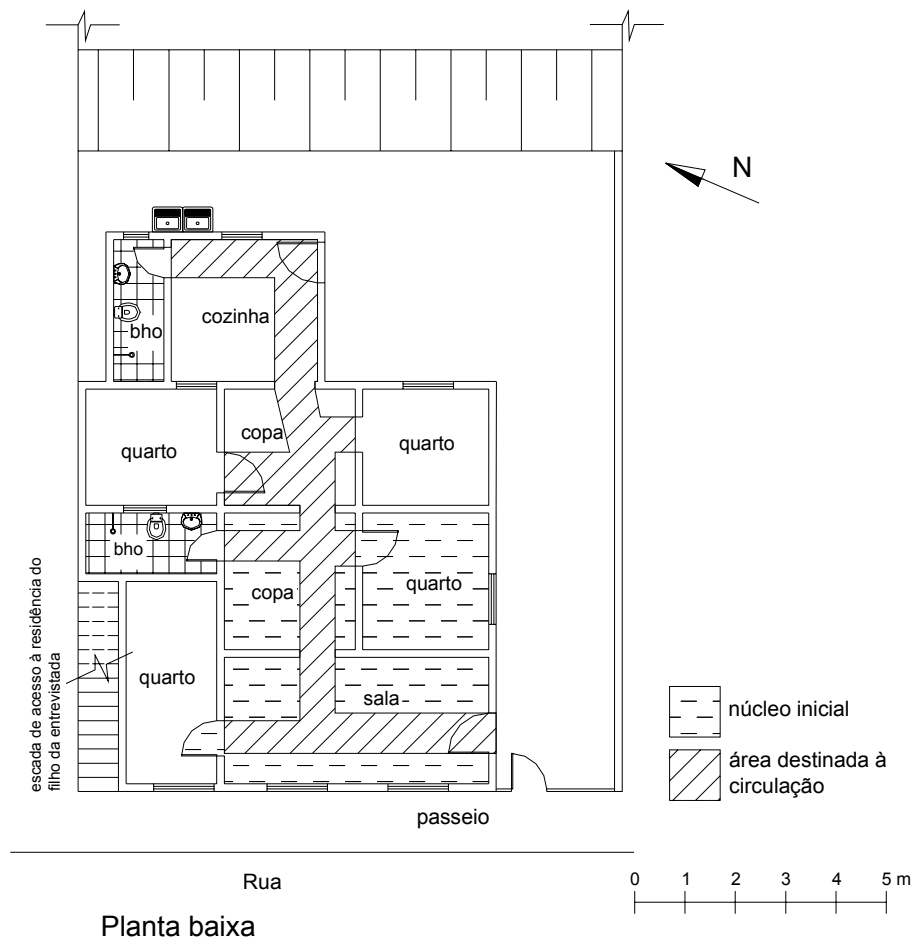 N
cozinha
bho
copa
quarto
quarto
bho
copa
quarto
quarto
sala
escada de acesso à residência do
filho da entrevistada
núcleo inicial
área destinada à
circulação
passeio
Rua
0 1 2 3 4 5 m
Planta baixa